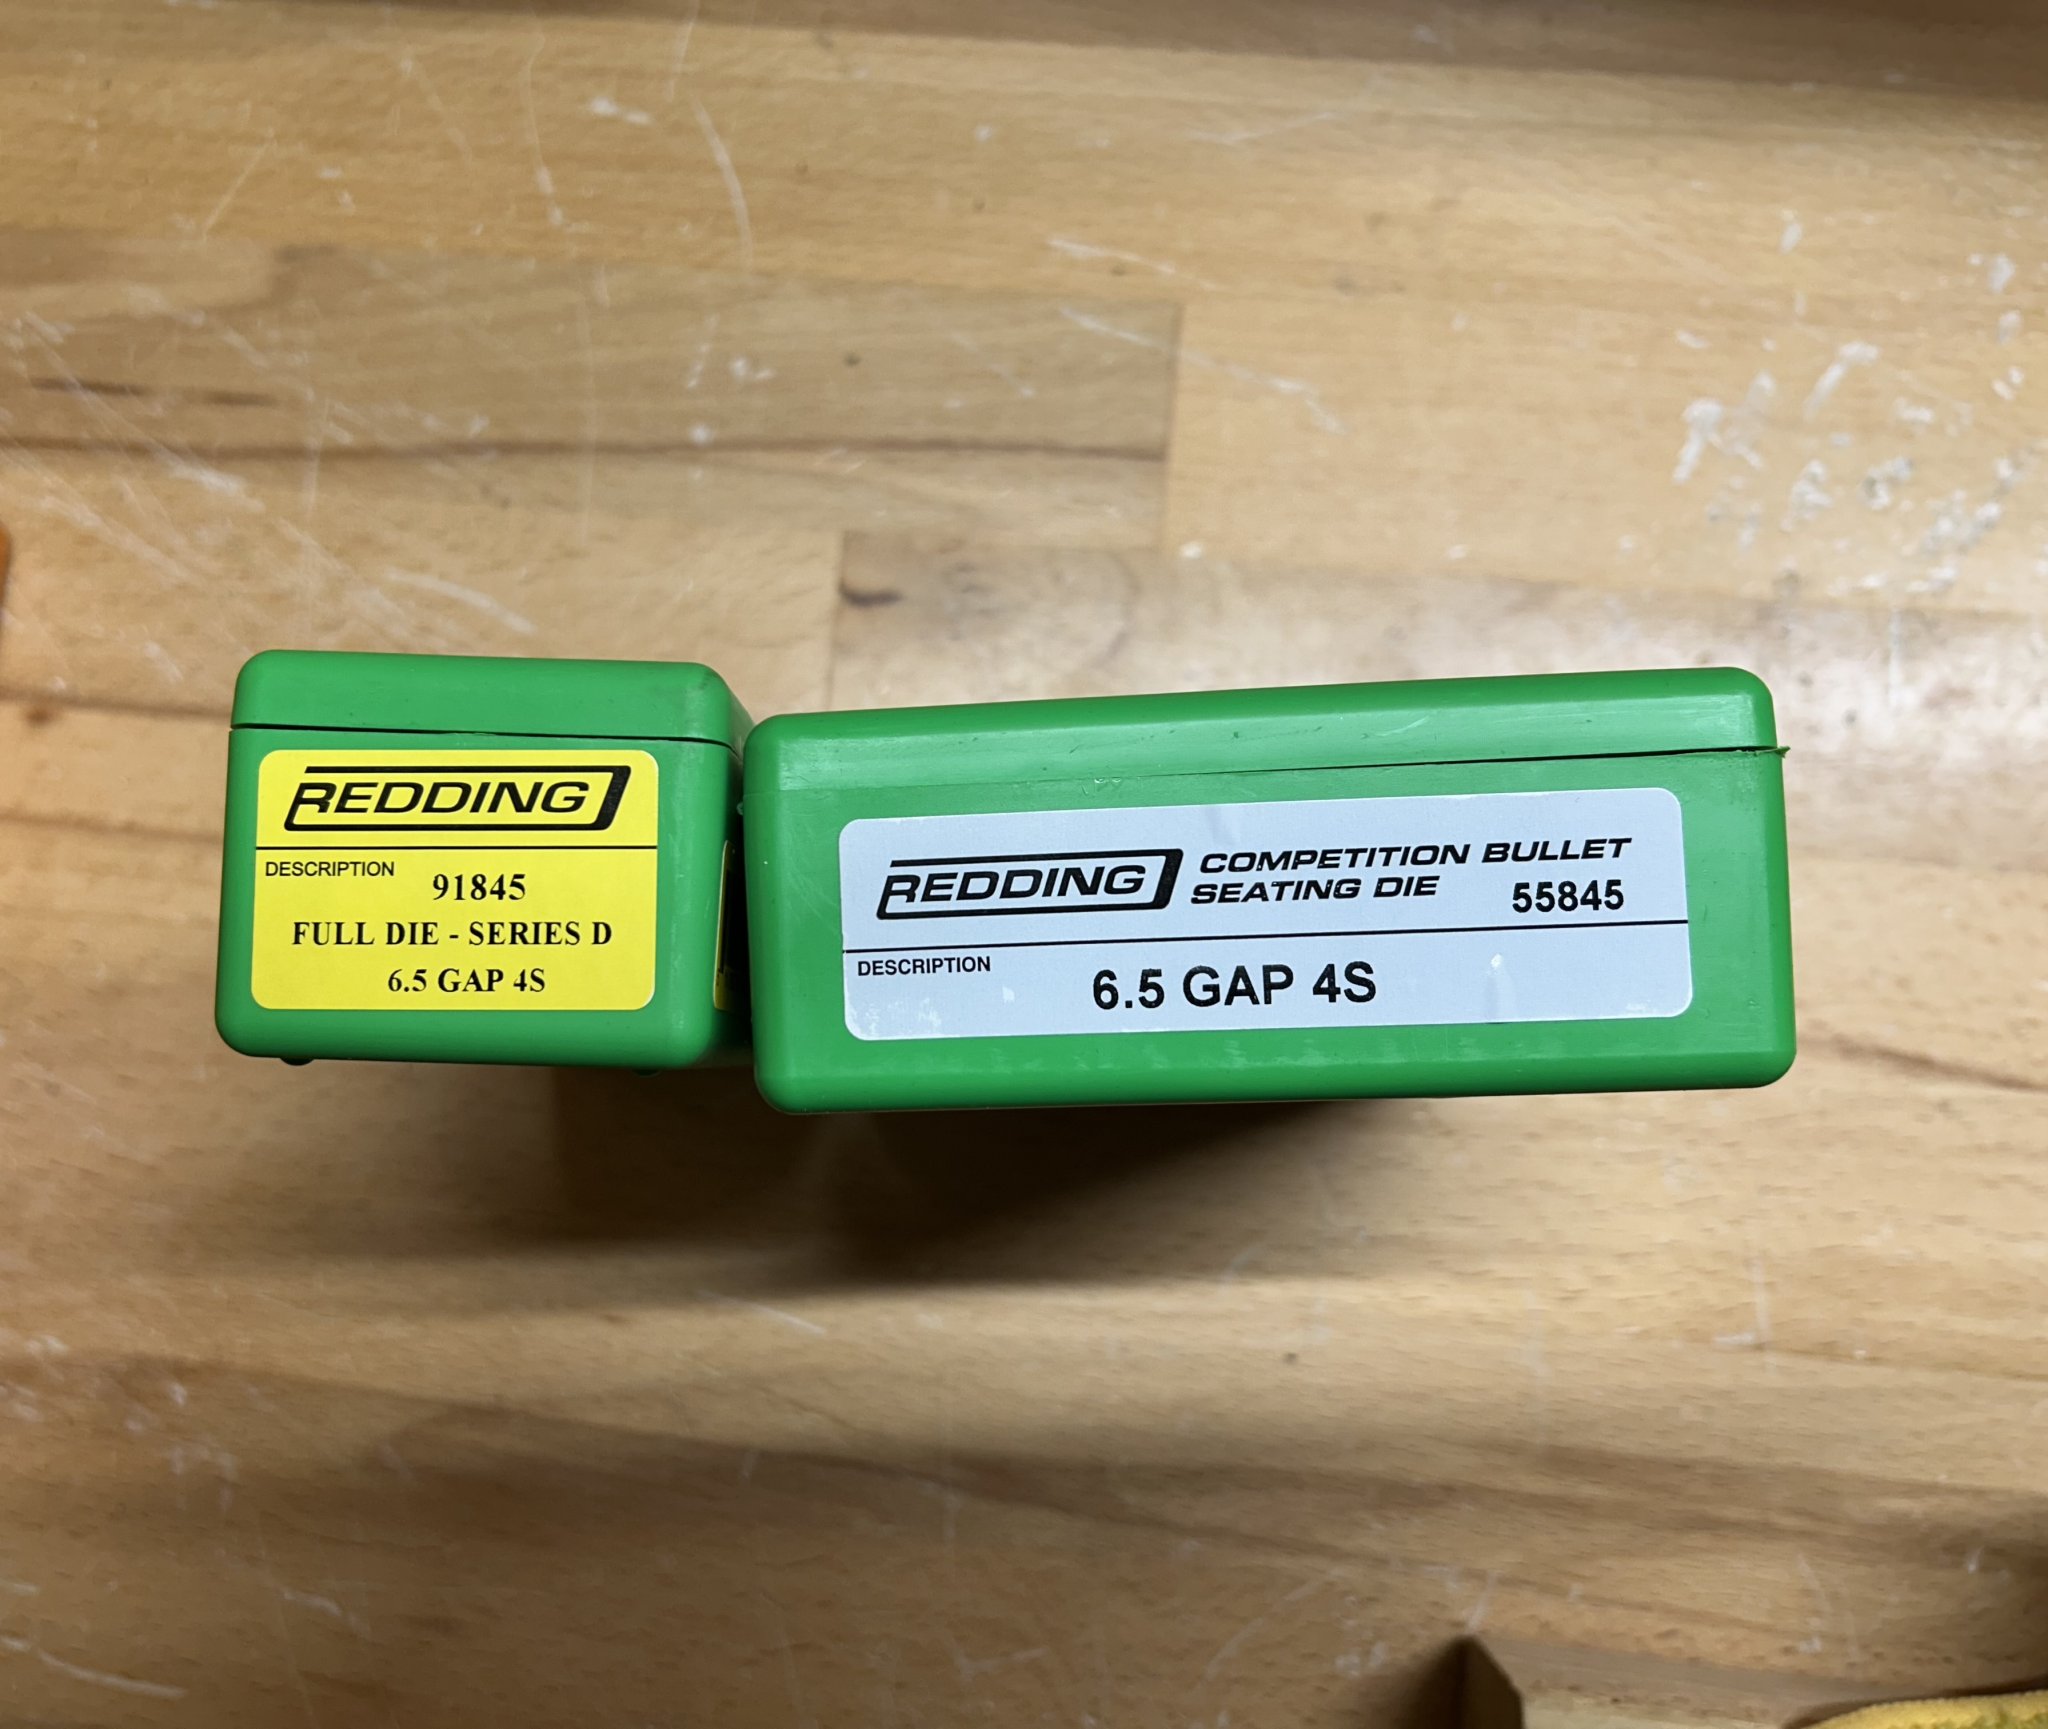 REDDING
DESCRIPTION
91845
FULL DIE - SERIES D
6.5 GAP 4S
REDDING
COMPETITION BULLET
SEATING DIE
55845
DESCRIPTION
6.5 GAP 4S